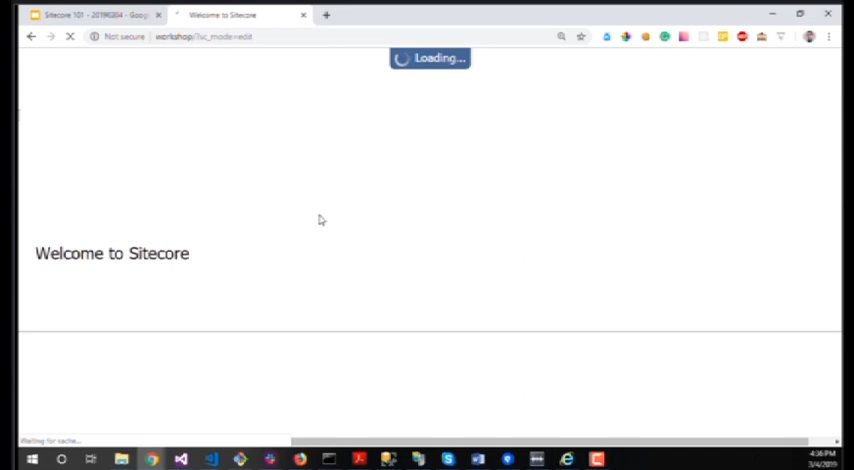 Sitecore 101 - 20190304 - Goog
Welcome to Sitecore
Not secure | workshop/?sc_mode=edit
Loading...
Welcome to Sitecore
Waiting for cache...
4:36 PM
3/4/2019